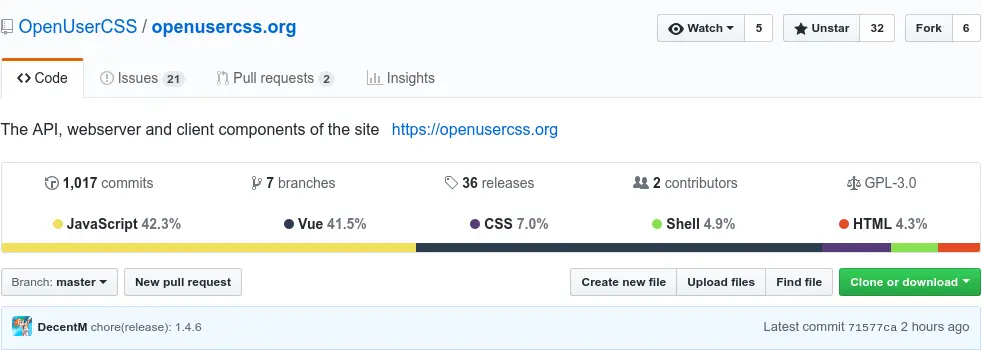 OpenUserCSS / openusercss.org Watch 5 Unstar 32 Fork 6
Code Issues 21 Pull requests 2 Insights
The API, webserver and client components of the site https://openusercss.org
1,017 commits 7 branches 36 releases 2 contributors GPL-3.0
JavaScript 42.3% Vue 41.5% CSS 7.0% Shell 4.9% HTML 4.3%
Branch: master New pull request Create new file Upload files Find file Clone or download
DecentM chore(release): 1.4.6 Latest commit 71577ca 2 hours ago